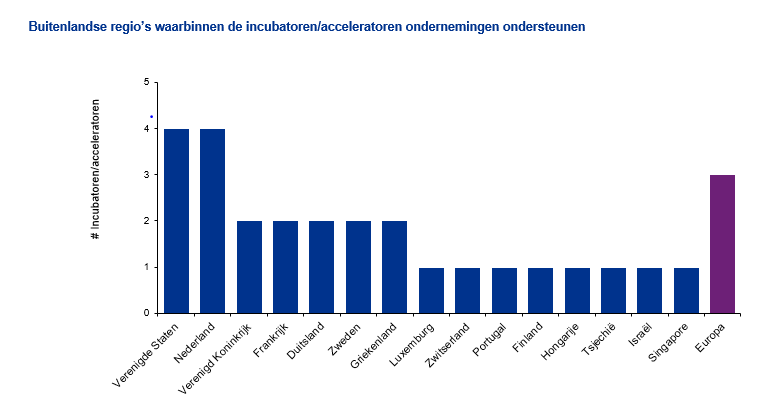 Buitenlandse regio's waarbinnen de incubatoren/acceleratoren ondernemingen ondersteunen
# Incubatoren/acceleratoren
5
4
3
2
1
0
Verenigde Staten
Nederland
Verenigd Koninkrijk
Frankrijk
Duitsland
Zweden
Griekenland
Luxemburg
Zwitserland
Portugal
Finland
Hongarije
Tsjechië
Israël
Singapore
Europa